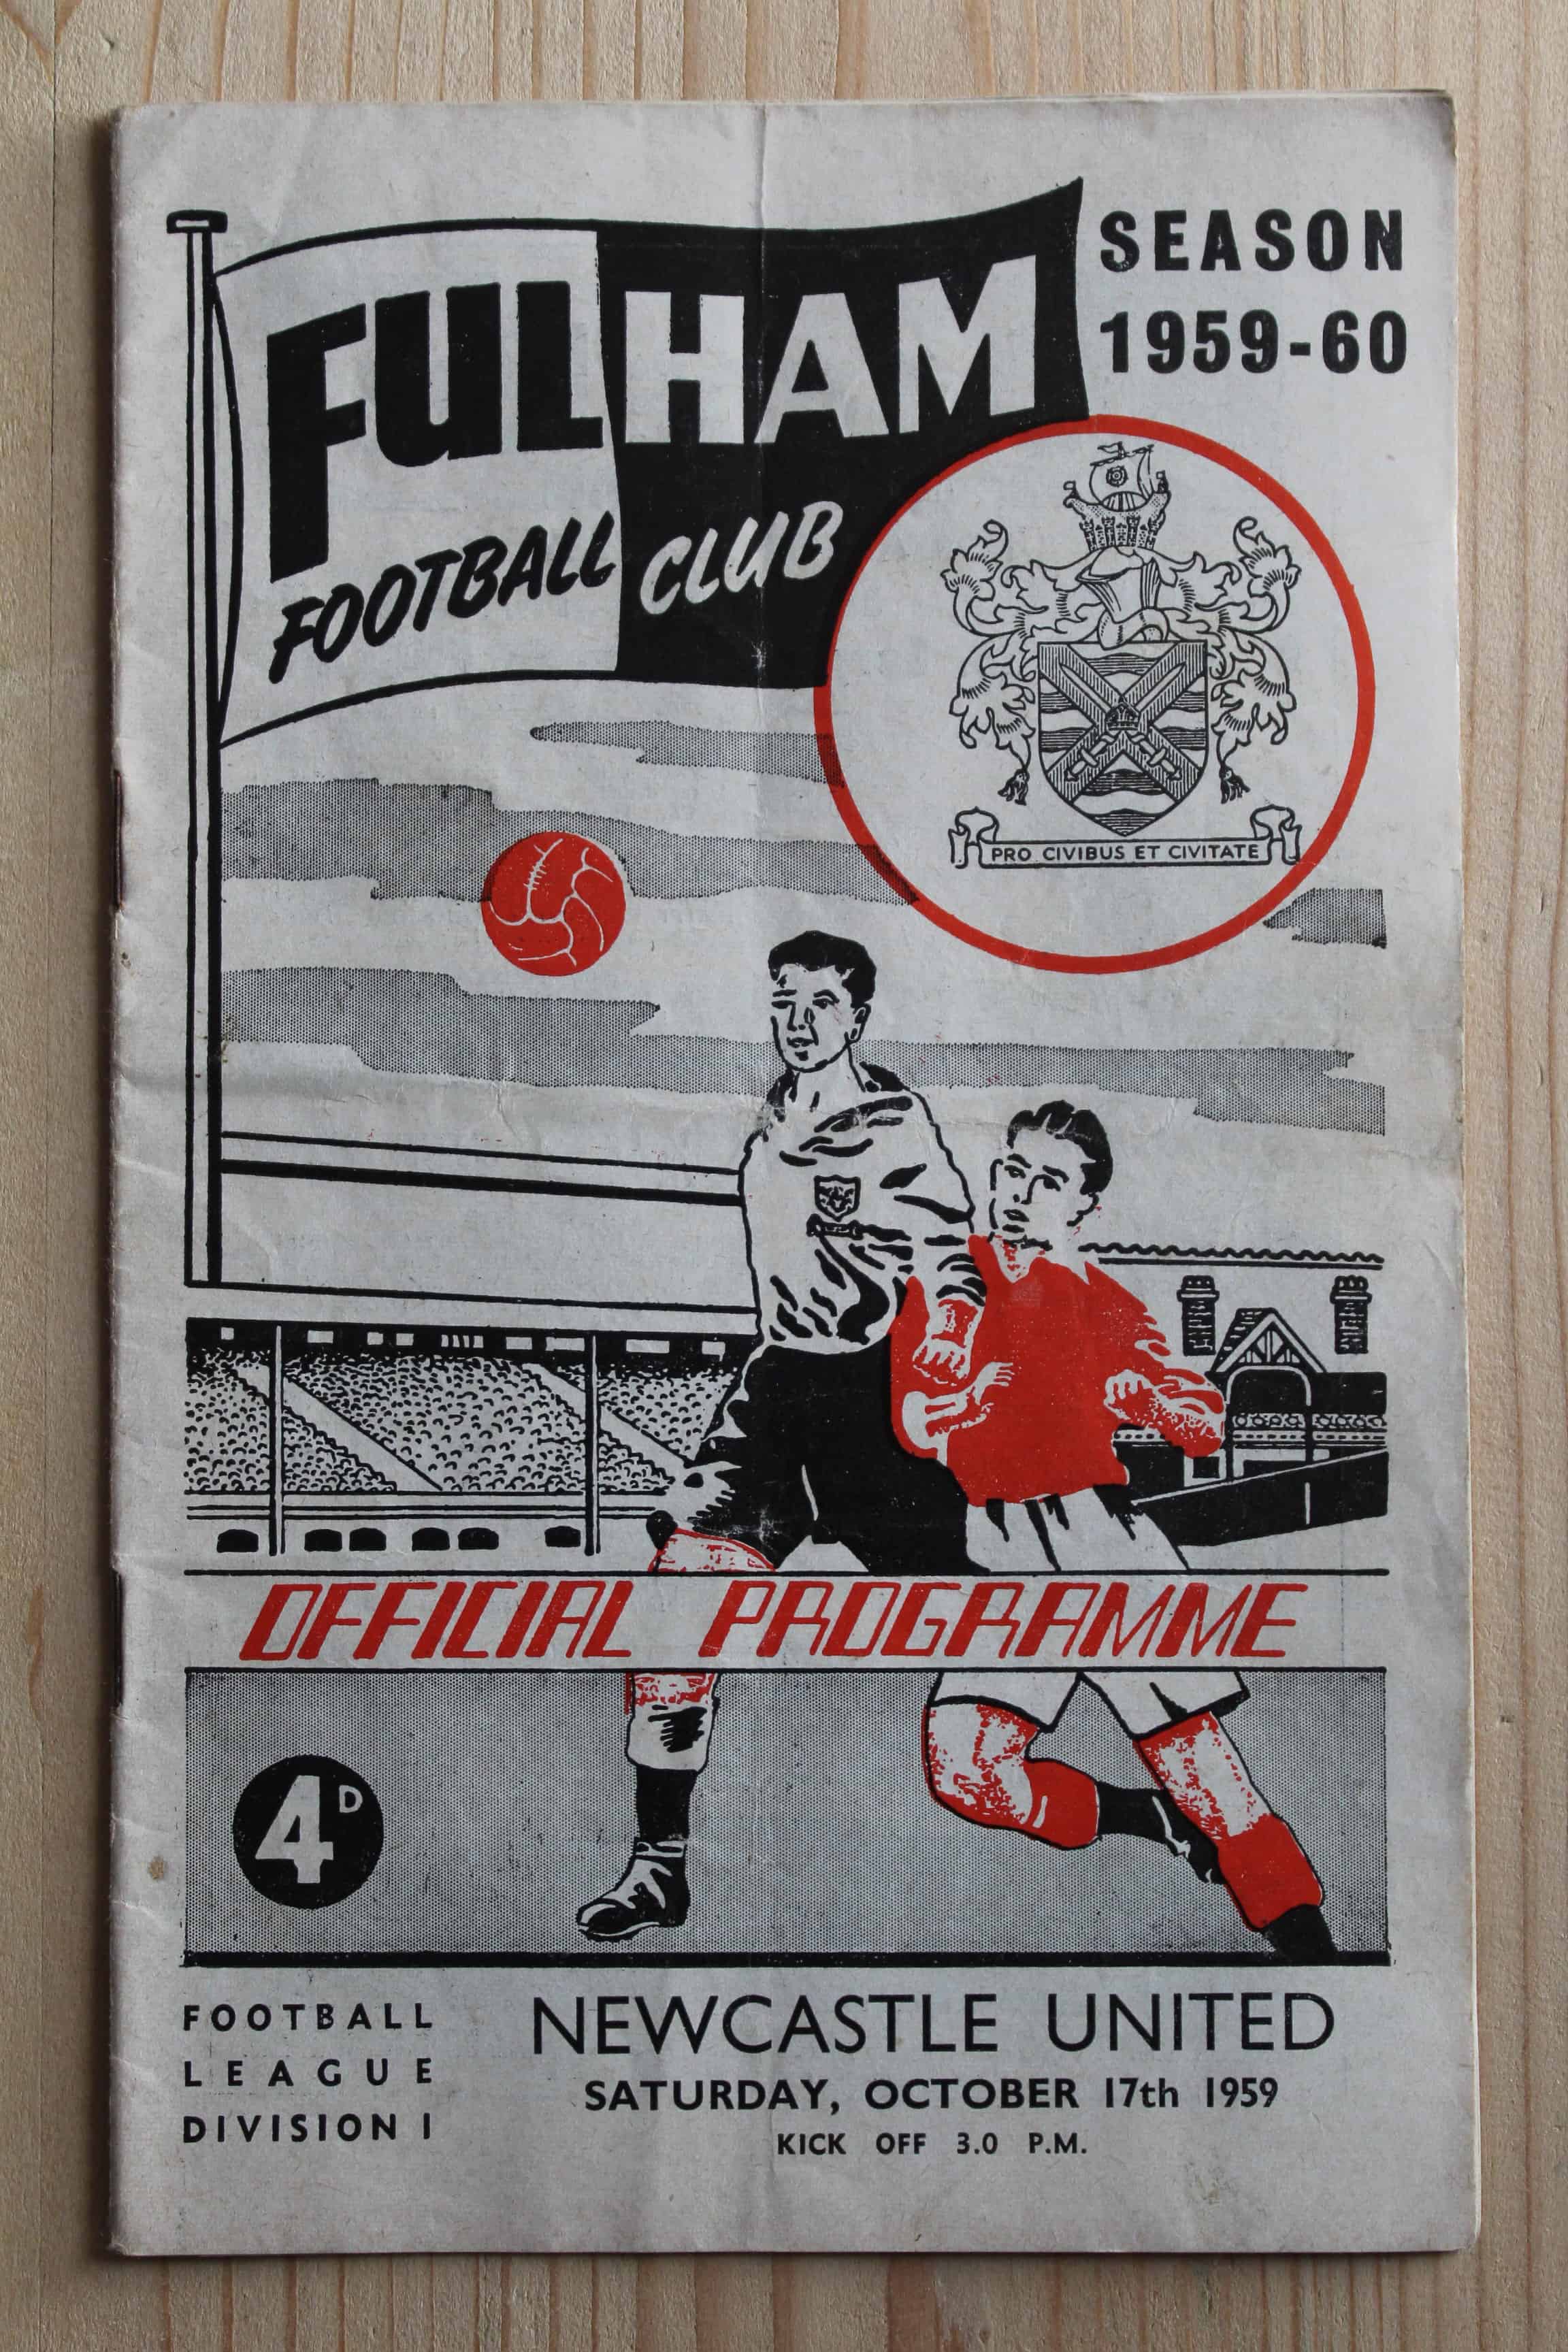 FULHAM
FOOTBALL CLUB
SEASON
1959-60
PRO CIVIBUS ET CIVITATE
OFFICIAL PROGRAMME
4D
FOOTBALL
LEAGUE
DIVISION I
NEWCASTLE UNITED
SATURDAY, OCTOBER 17th 1959
KICK OFF 3.0 P.M.